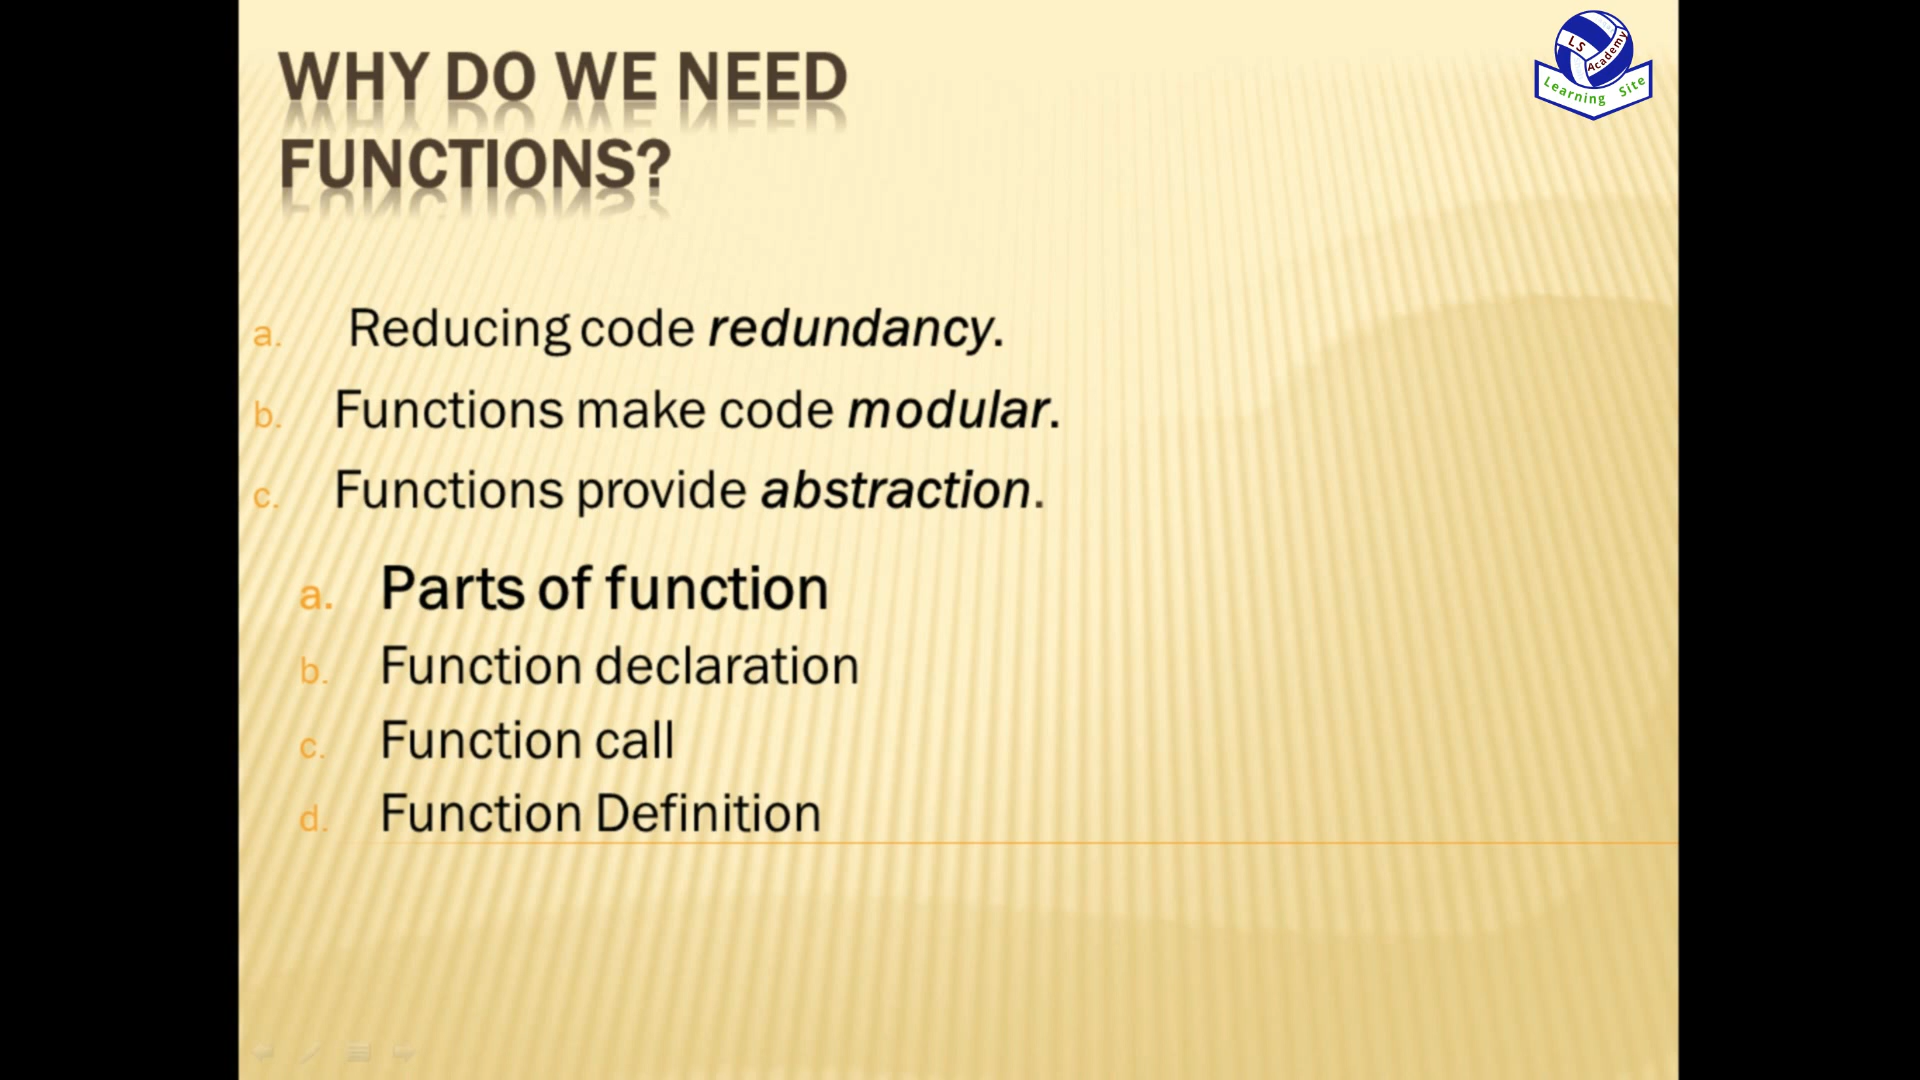 WHY DO WE NEED
FUNCTIONS?
LS
Academy
Learning Site
a. Reducing code redundancy.
b. Functions make code modular.
c. Functions provide abstraction.
a. Parts of function
b. Function declaration
c. Function call
d. Function Definition